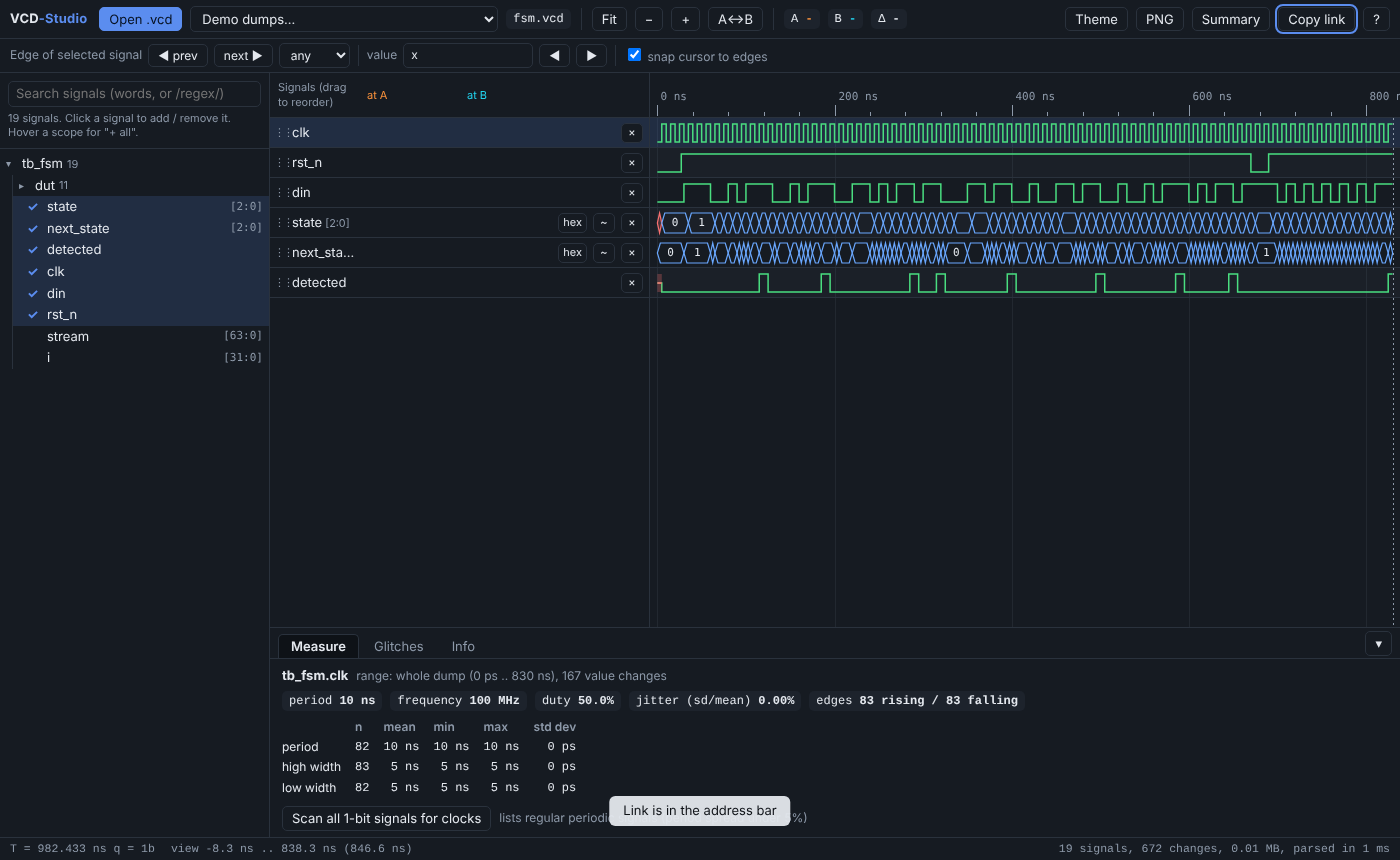 VCD-Studio Open .vcd Demo dumps... fsm.vcd Fit − + A↔B A - B - Δ - Theme PNG Summary Copy link ?
Edge of selected signal ◀ prev next ▶ any value x ◀ ▶ snap cursor to edges
Search signals (words, or /regex/)
19 signals. Click a signal to add / remove it.
Hover a scope for "+ all".
▾ tb_fsm 19
▸ dut 11
state [2:0]
next_state [2:0]
detected
clk
din
rst_n
stream [63:0]
i [31:0]
Signals (drag
to reorder) at A at B
0 ns 200 ns 400 ns 600 ns 800 n
clk ×
rst_n ×
din ×
state [2:0] hex ~ × 0 1
next_sta... hex ~ × 0 1 0 1
detected ×
Measure Glitches Info ▼
tb_fsm.clk range: whole dump (0 ps .. 830 ns), 167 value changes
period 10 ns frequency 100 MHz duty 50.0% jitter (sd/mean) 0.00% edges 83 rising / 83 falling
n mean min max std dev
period 82 10 ns 10 ns 10 ns 0 ps
high width 83 5 ns 5 ns 5 ns 0 ps
low width 82 5 ns 5 ns 5 ns 0 ps
Scan all 1-bit signals for clocks lists regular periodi %)
Link is in the address bar
T = 982.433 ns q = 1b view -8.3 ns .. 838.3 ns (846.6 ns) 19 signals, 672 changes, 0.01 MB, parsed in 1 ms